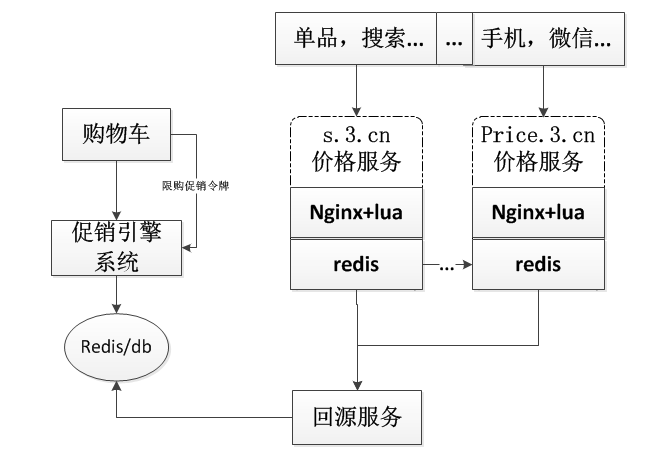 单品，搜索...
...
手机，微信...
购物车
s.3.cn
价格服务
Price.3.cn
价格服务
限购促销令牌
Nginx+lua
Nginx+lua
促销引擎
系统
redis
...
redis
Redis/db
回源服务